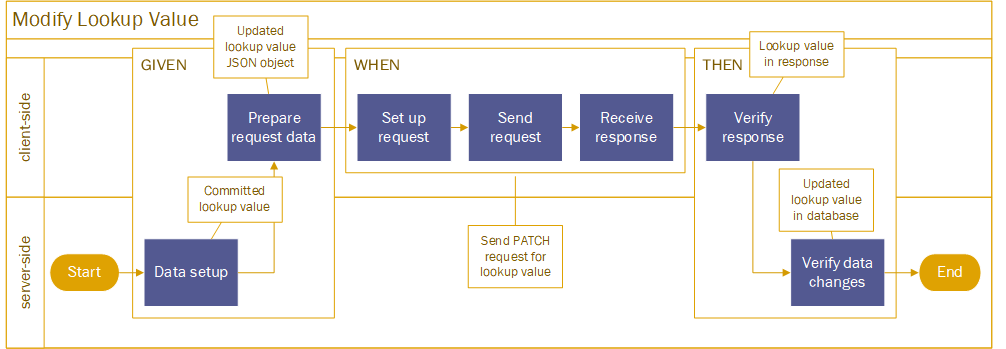 Modify Lookup Value
Updated
lookup value
JSON object
Lookup value
in response
GIVEN
WHEN
THEN
client-side
Prepare
request data
Set up
request
Send
request
Receive
response
Verify
response
Committed
lookup value
Updated
lookup value
in database
Send PATCH
request for
lookup value
server-side
Start
Data setup
Verify data
changes
End